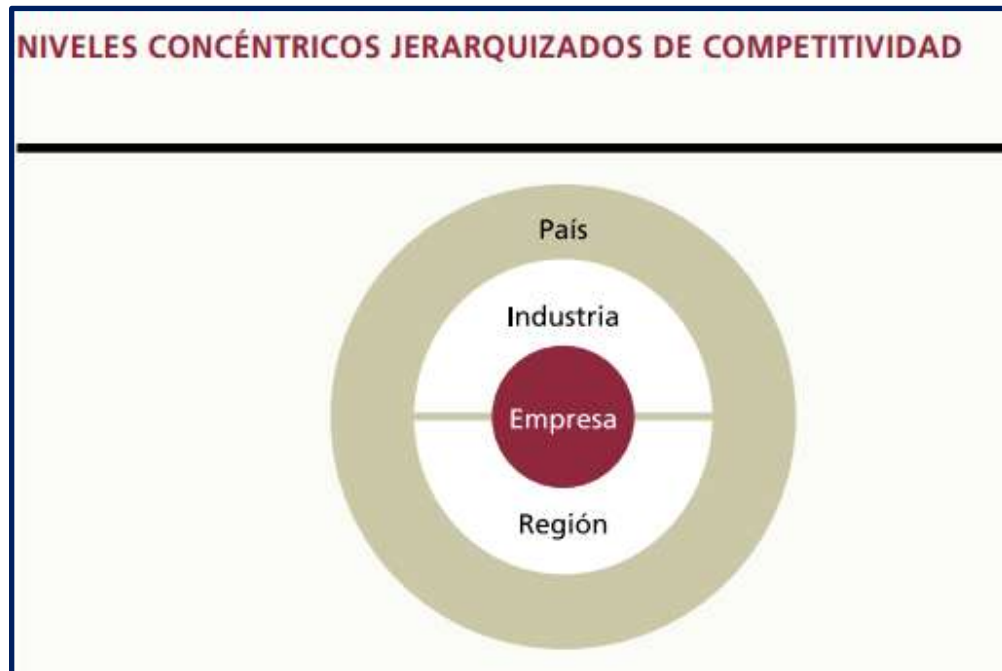 NIVELES CONCÉNTRICOS JERARQUIZADOS DE COMPETITIVIDAD
País
Industria
Empresa
Región